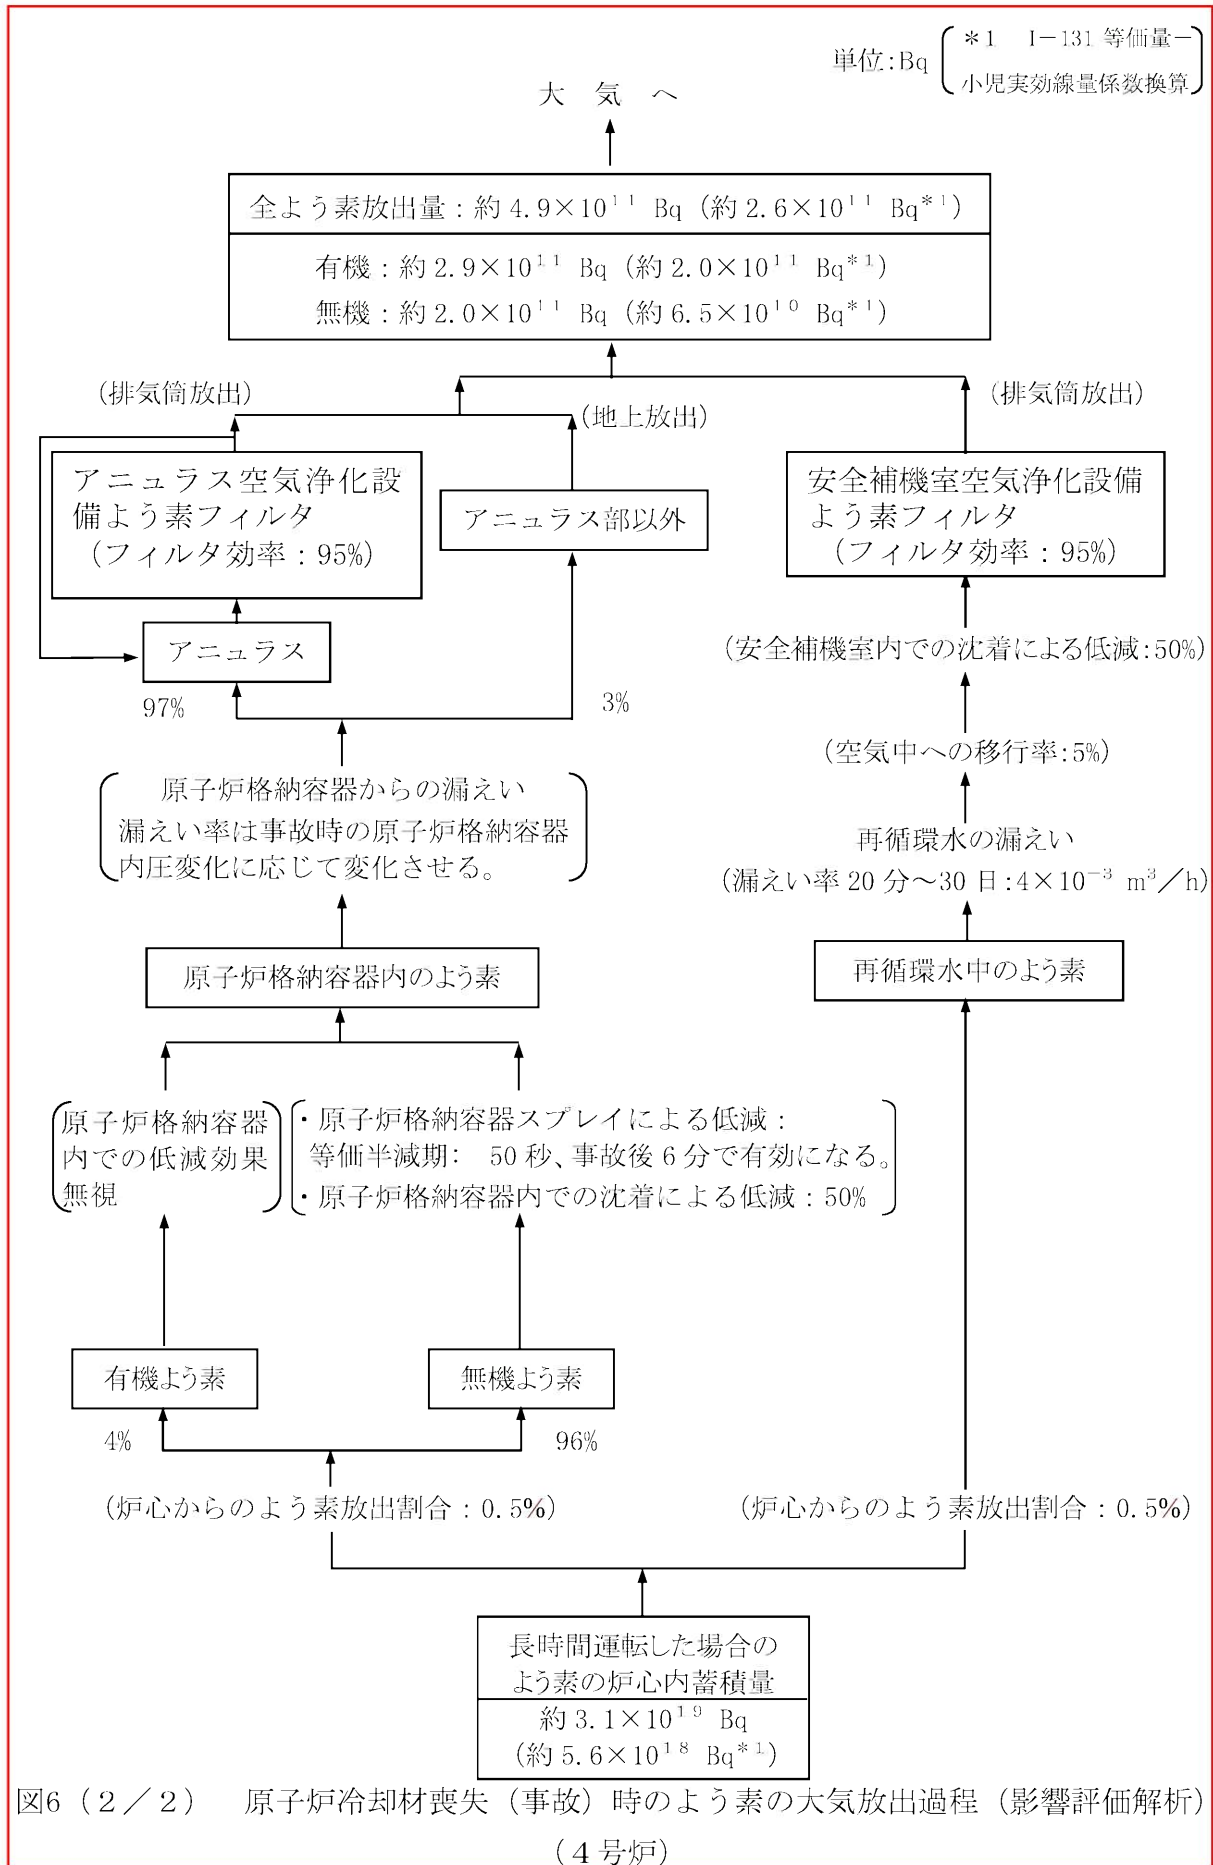 単位:Bq
*1 I-131 等価量-
小児実効線量係数換算
大 気 へ
全よう素放出量:約 4.9×10¹¹ Bq (約 2.6×10¹¹ Bq*¹)
有機:約 2.9×10¹¹ Bq (約 2.0×10¹¹ Bq*¹)
無機:約 2.0×10¹¹ Bq (約 6.5×10¹⁰ Bq*¹)
(排気筒放出)
(地上放出)
(排気筒放出)
アニュラス空気浄化設
備よう素フィルタ
(フィルタ効率:95%)
アニュラス部以外
安全補機室空気浄化設備
よう素フィルタ
(フィルタ効率:95%)
アニュラス
(安全補機室内での沈着による低減:50%)
97%
3%
(空気中への移行率:5%)
原子炉格納容器からの漏えい
漏えい率は事故時の原子炉格納容器
内圧変化に応じて変化させる。
再循環水の漏えい
(漏えい率 20 分~30 日:4×10⁻³ m³/h)
原子炉格納容器内のよう素
再循環水中のよう素
原子炉格納容器
内での低減効果
無視
・原子炉格納容器スプレイによる低減:
等価半減期: 50 秒、事故後 6 分で有効になる。
・原子炉格納容器内での沈着による低減:50%
有機よう素
無機よう素
4%
96%
(炉心からのよう素放出割合:0.5%)
(炉心からのよう素放出割合:0.5%)
長時間運転した場合の
よう素の炉心内蓄積量
約 3.1×10¹⁹ Bq
(約 5.6×10¹⁸ Bq*¹)
図6(2/2) 原子炉冷却材喪失(事故)時のよう素の大気放出過程(影響評価解析)
(4号炉)